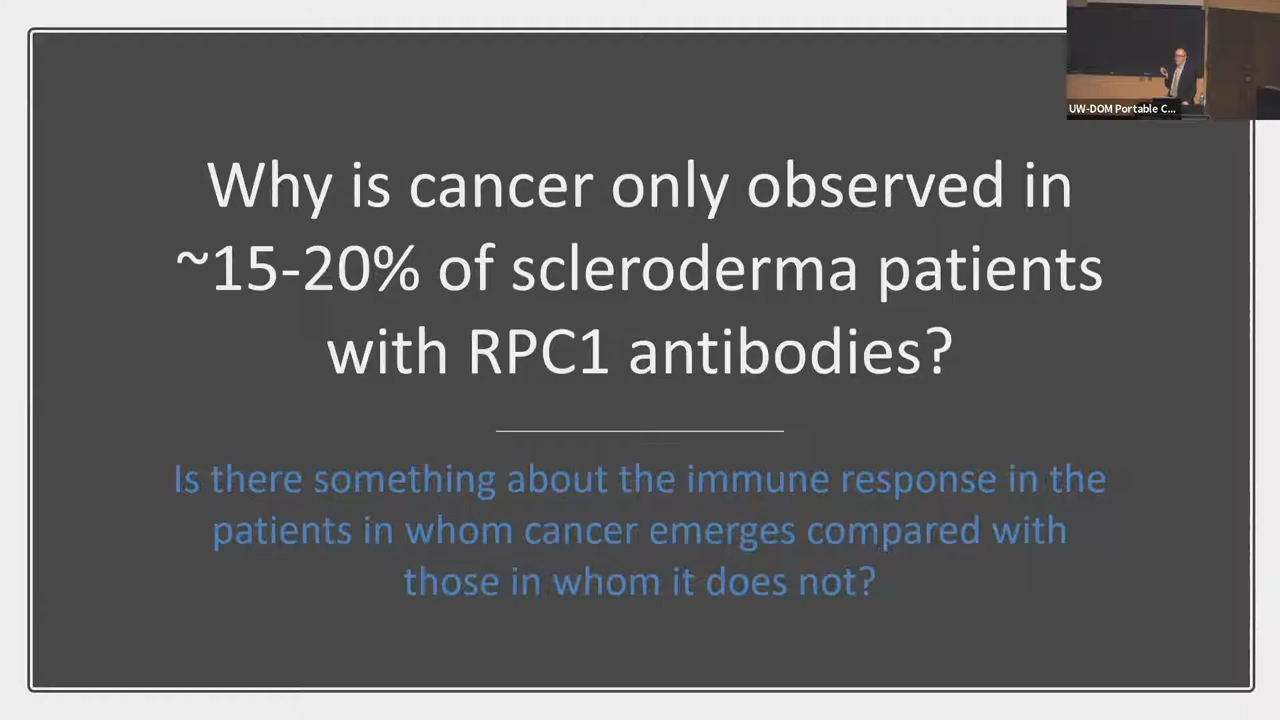 UW-DOM Portable C...
Why is cancer only observed in
~15-20% of scleroderma patients
with RPC1 antibodies?
Is there something about the immune response in the
patients in whom cancer emerges compared with
those in whom it does not?